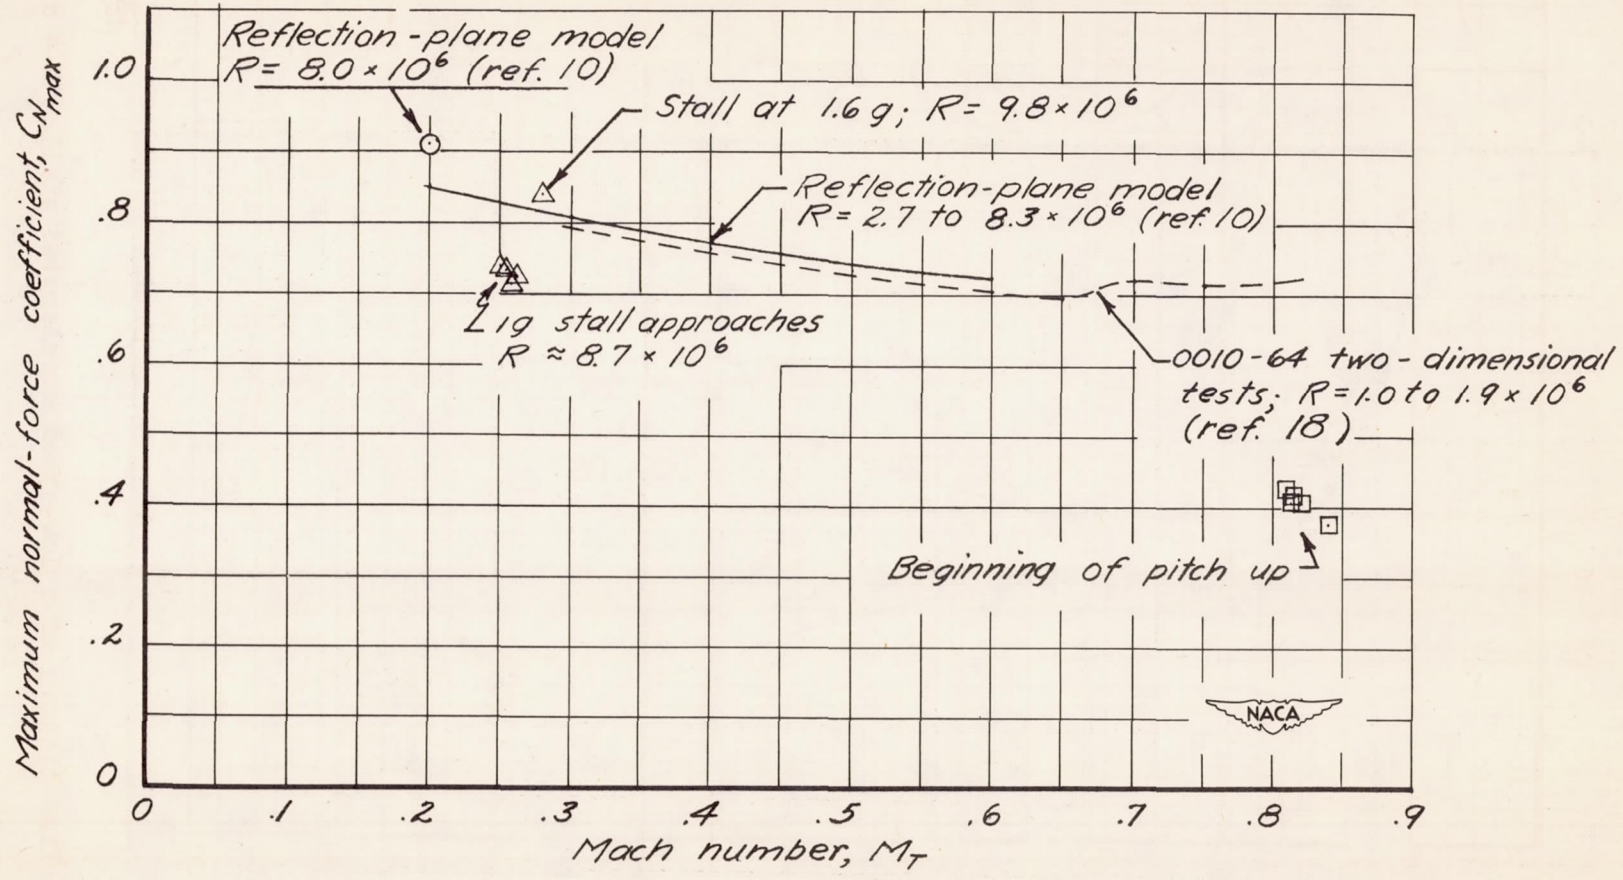 Reflection-plane model
R = 8.0 × 10⁶ (ref. 10)
Stall at 1.6 g; R = 9.8 × 10⁶
Reflection-plane model
R = 2.7 to 8.3 × 10⁶ (ref. 10)
1g stall approaches
R ≈ 8.7 × 10⁶
0010-64 two-dimensional
tests; R = 1.0 to 1.9 × 10⁶
(ref. 18)
Beginning of pitch up
NACA
Maximum normal-force coefficient, C_Nmax
1.0
.8
.6
.4
.2
0
0 .1 .2 .3 .4 .5 .6 .7 .8 .9
Mach number, M_T